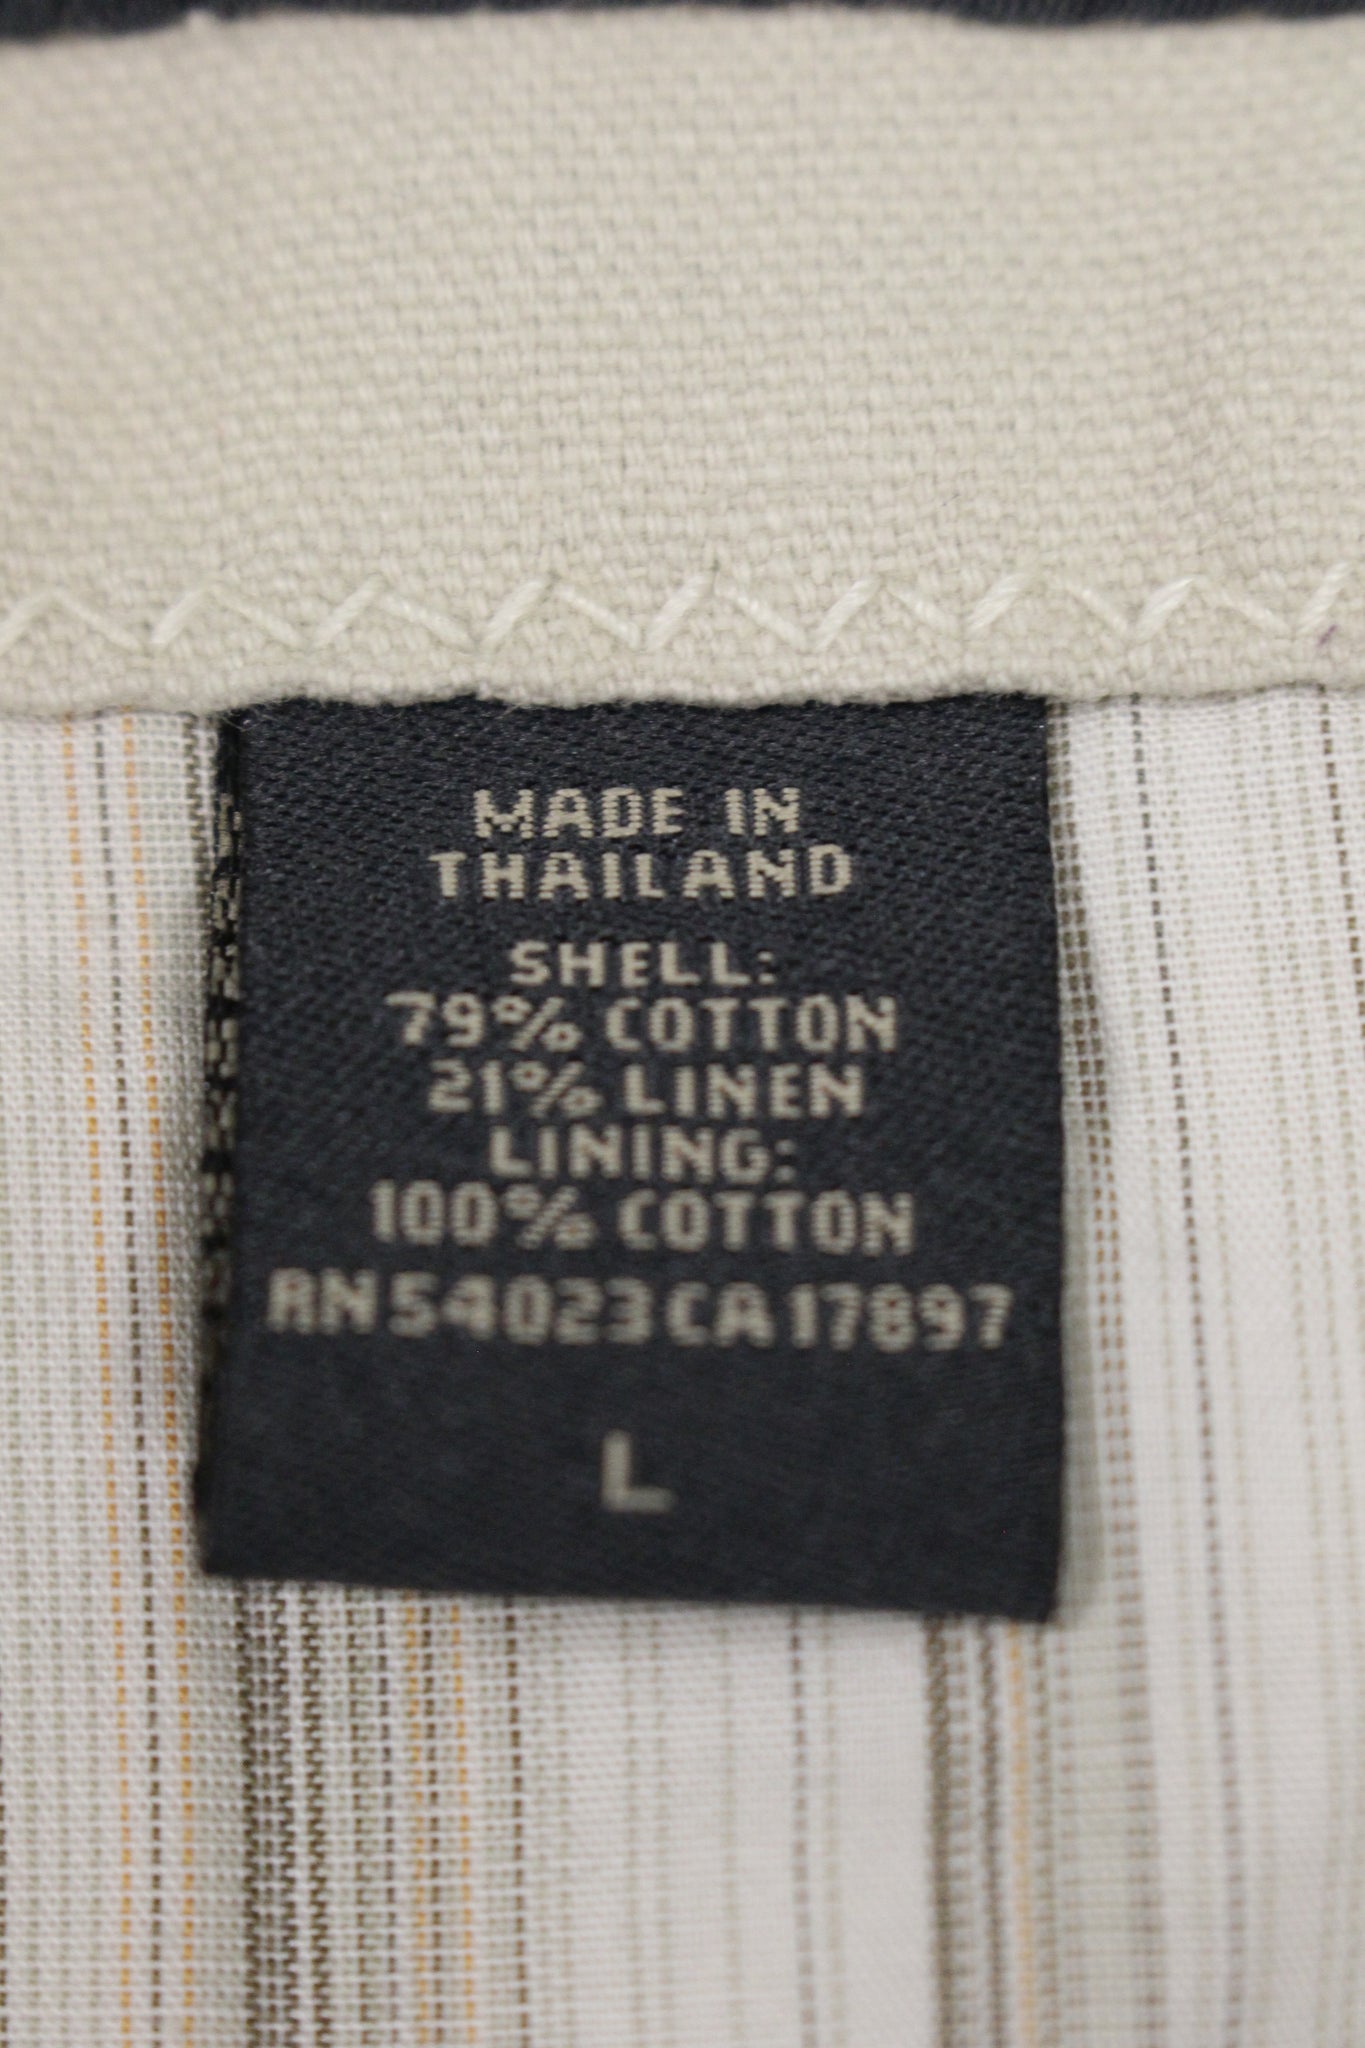 MADE IN
THAILAND
SHELL:
79% COTTON
21% LINEN
LINING:
100% COTTON
RN54023CA17897
L